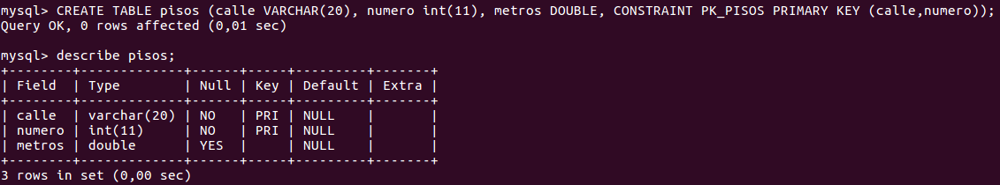 mysql> CREATE TABLE pisos (calle VARCHAR(20), numero int(11), metros DOUBLE, CONSTRAINT PK_PISOS PRIMARY KEY (calle,numero));
Query OK, 0 rows affected (0,01 sec)

mysql> describe pisos;
+--------+-------------+------+-----+---------+-------+
| Field  | Type        | Null | Key | Default | Extra |
+--------+-------------+------+-----+---------+-------+
| calle  | varchar(20) | NO   | PRI | NULL    |       |
| numero | int(11)     | NO   | PRI | NULL    |       |
| metros | double      | YES  |     | NULL    |       |
+--------+-------------+------+-----+---------+-------+
3 rows in set (0,00 sec)